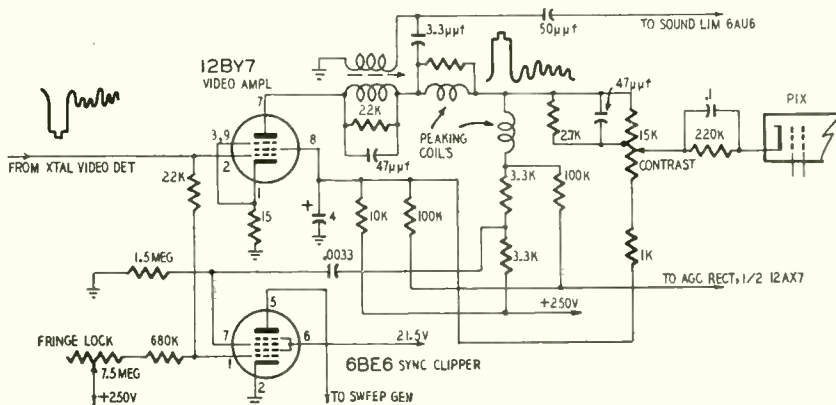 TO SOUND LIM 6AU6
50μμf
3.3μμf
12BY7
VIDEO AMPL
7
22K
47μμf
PEAKING
COILS
47μμf
2.7K
15K
CONTRAST
.1
220K
PIX
3,9
2
8
1
FROM XTAL VIDEO DET
22K
15
+
4
10K
100K
3.3K
100K
3.3K
1K
1.5MEG
.0033
TO AGC RECT, 1/2 12AX7
+250V
5
7
6
1
2
21.5V
6BE6 SYNC CLIPPER
FRINGE LOCK
680K
7.5MEG
+250V
TO SWEEP GEN